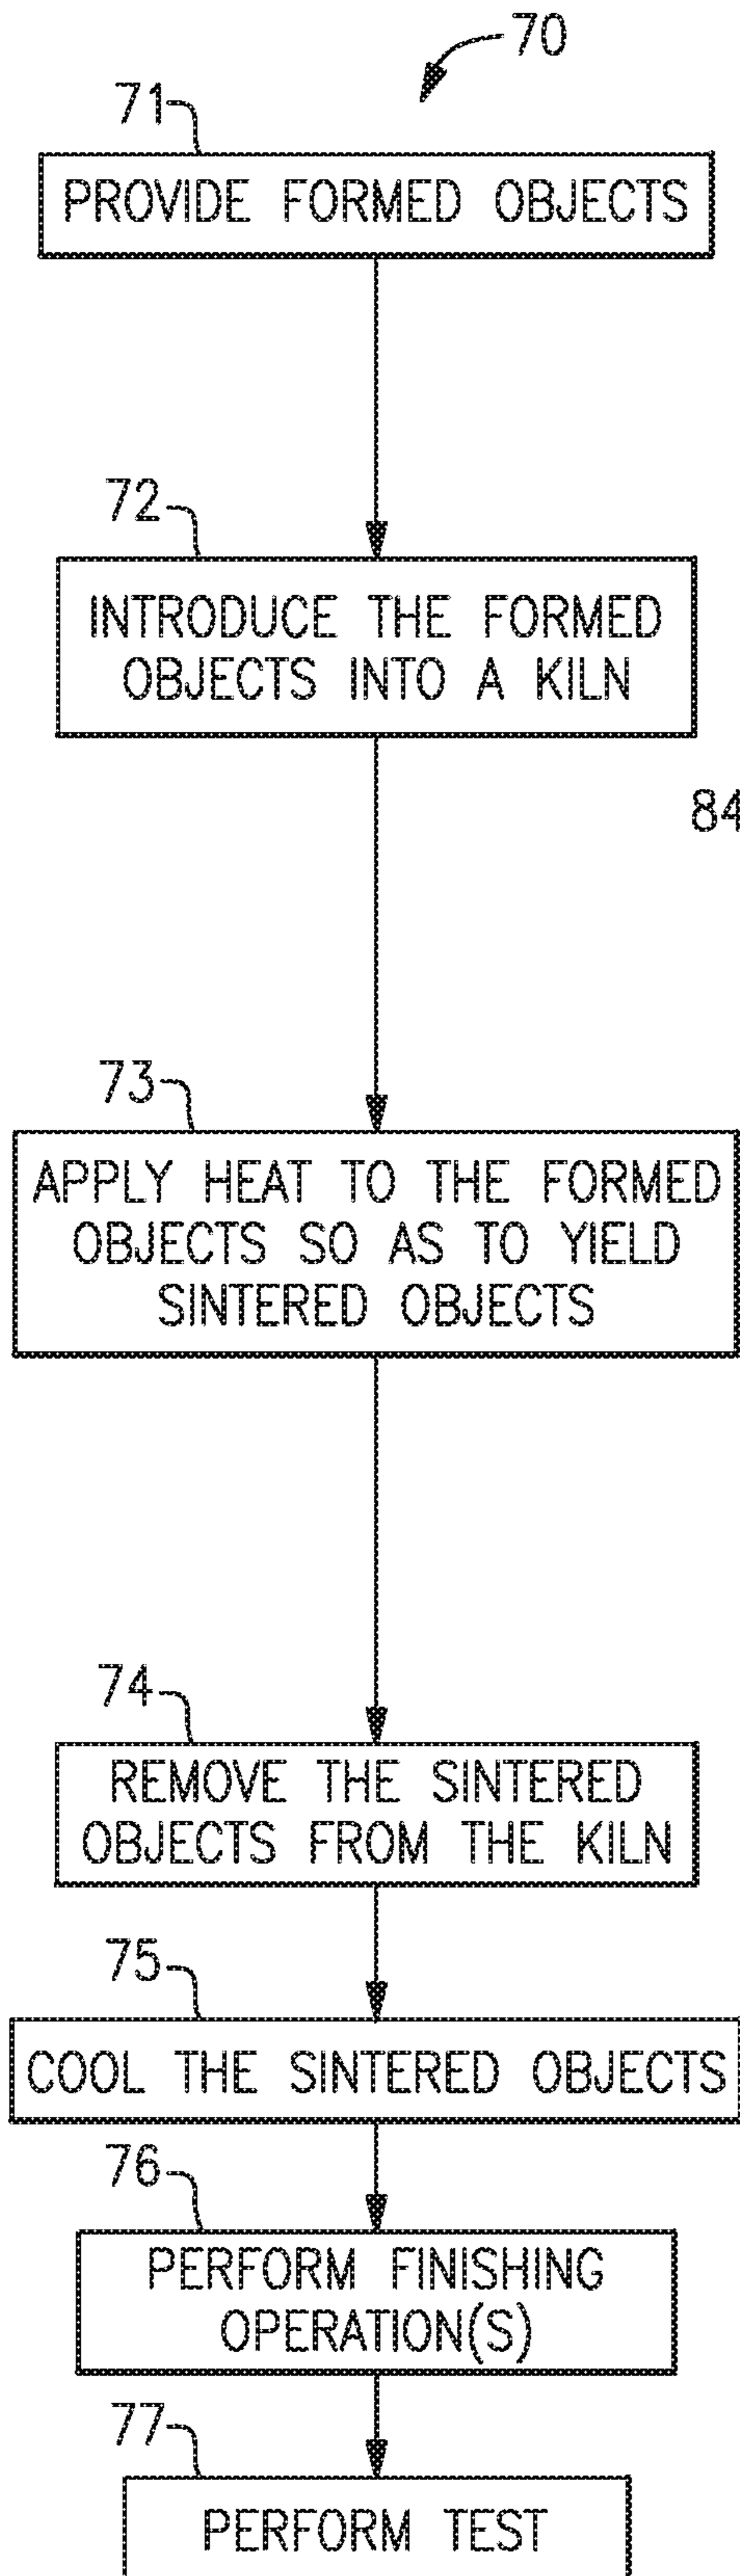 70
71
PROVIDE FORMED OBJECTS
72
INTRODUCE THE FORMED
OBJECTS INTO A KILN
84
73
APPLY HEAT TO THE FORMED
OBJECTS SO AS TO YIELD
SINTERED OBJECTS
74
REMOVE THE SINTERED
OBJECTS FROM THE KILN
75
COOL THE SINTERED OBJECTS
76
PERFORM FINISHING
OPERATION(S)
77
PERFORM TEST